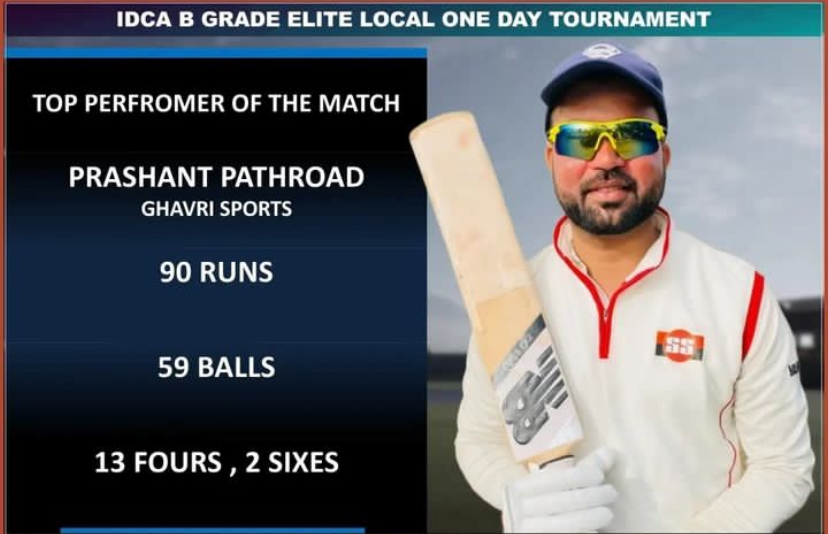 IDCA B GRADE ELITE LOCAL ONE DAY TOURNAMENT
TOP PERFROMER OF THE MATCH
PRASHANT PATHROAD
GHAVRI SPORTS
90 RUNS
59 BALLS
13 FOURS , 2 SIXES
SS